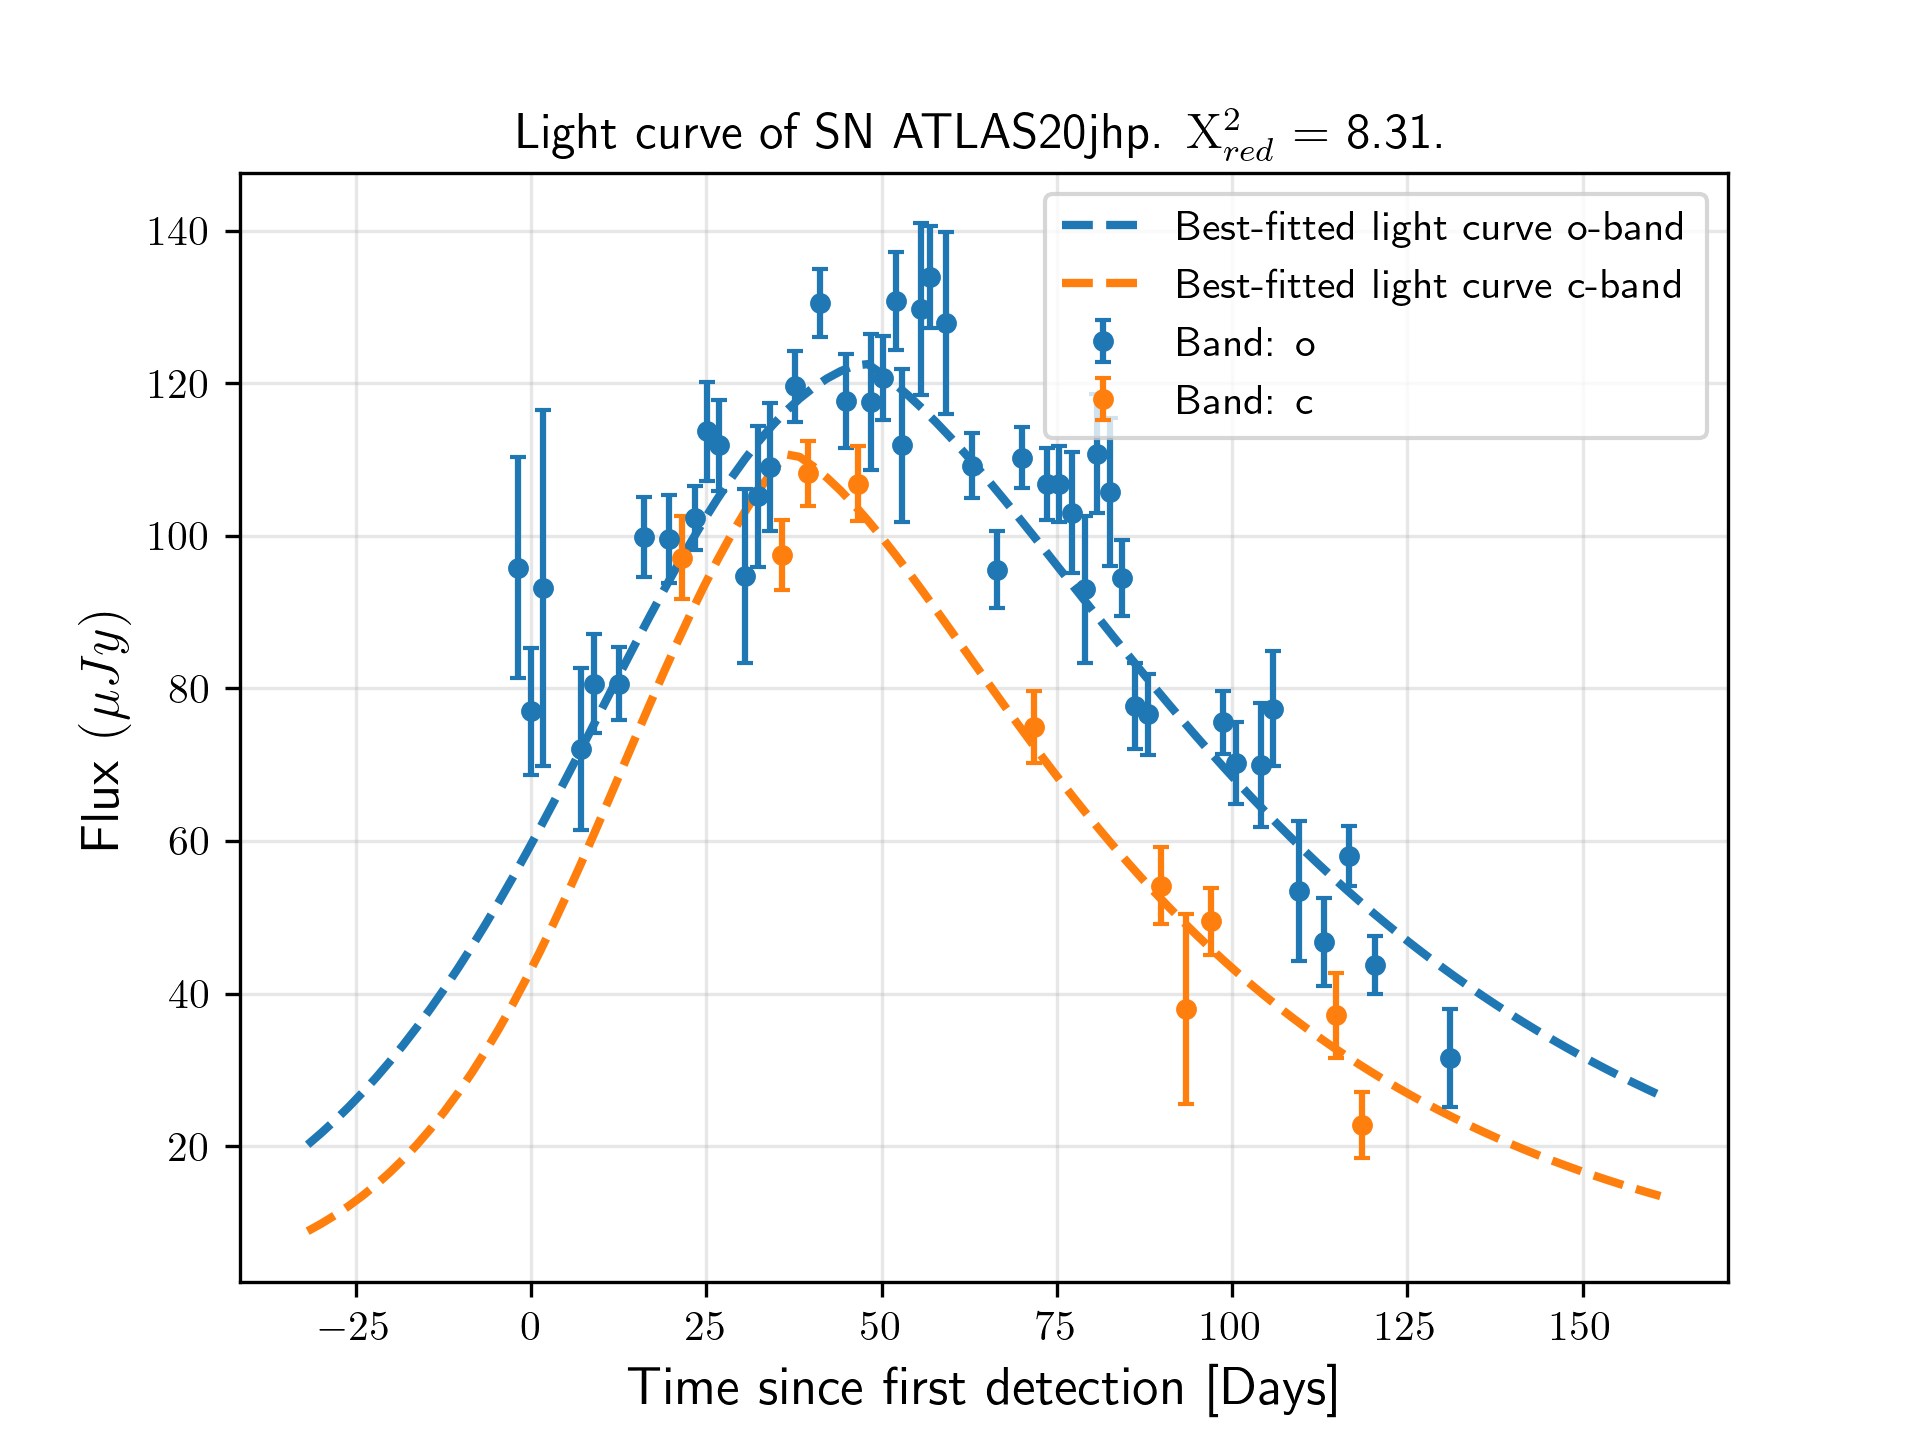 Light curve of SN ATLAS20jhp. X²_red = 8.31.
Best-fitted light curve o-band
Best-fitted light curve c-band
Band: o
Band: c
Flux (μJy)
140
120
100
80
60
40
20
−25 0 25 50 75 100 125 150
Time since first detection [Days]